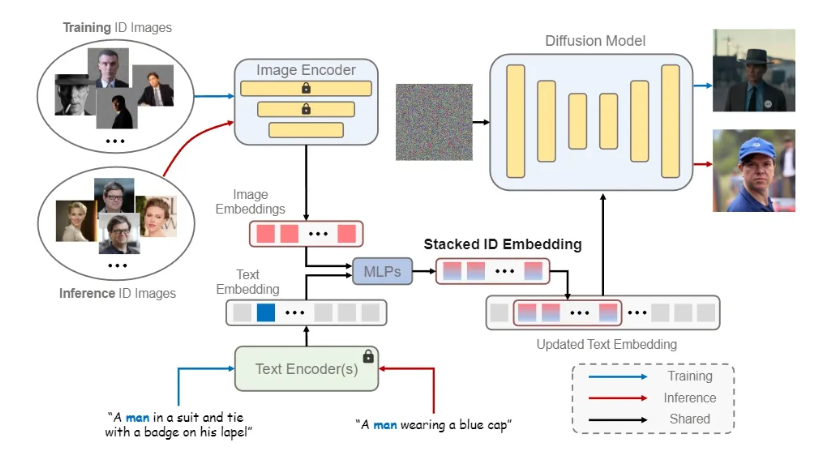 Training ID Images
Image Encoder
Diffusion Model
Image
Embeddings
Inference ID Images
Text
Embedding
MLPs
Stacked ID Embedding
Updated Text Embedding
Text Encoder(s)
"A man in a suit and tie
with a badge on his lapel"
"A man wearing a blue cap"
Training
Inference
Shared